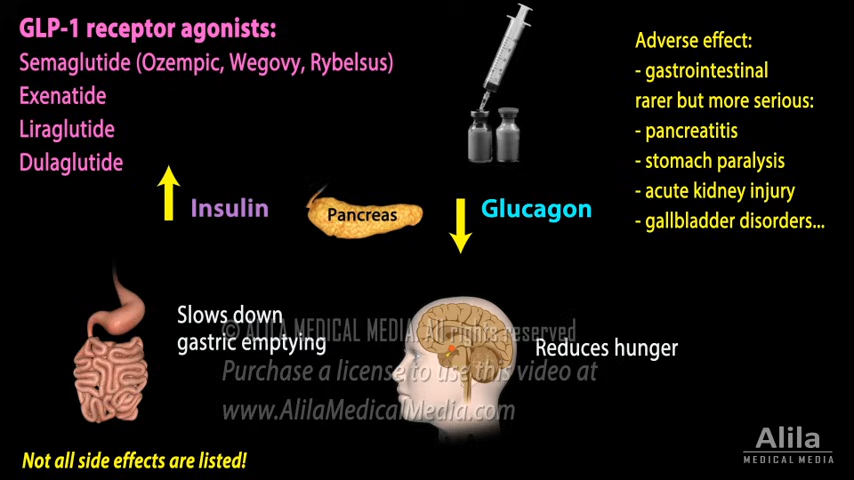 GLP-1 receptor agonists:
Semaglutide (Ozempic, Wegovy, Rybelsus)
Exenatide
Liraglutide
Dulaglutide
Adverse effect:
- gastrointestinal
rarer but more serious:
- pancreatitis
- stomach paralysis
- acute kidney injury
- gallbladder disorders...
Insulin
Pancreas
Glucagon
Slows down
gastric emptying
Reduces hunger
© ALILA MEDICAL MEDIA. All rights reserved
Purchase a license to use this video at
www.AlilaMedicalMedia.com
Not all side effects are listed!
Alila
MEDICAL MEDIA